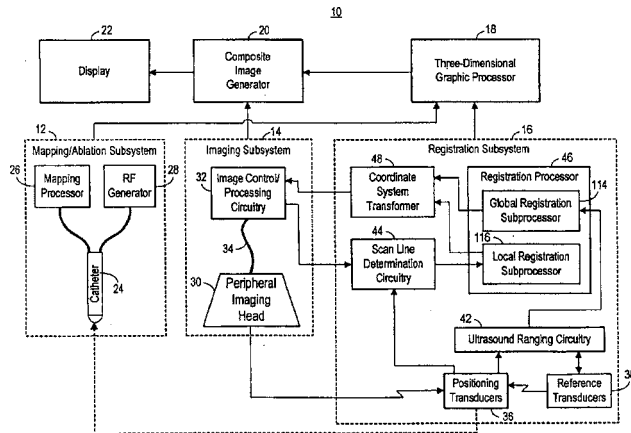 10
22
Display
20
Composite
Image
Generator
18
Three-Dimensional
Graphic Processor
12
Mapping/Ablation Subsystem
26
Mapping
Processor
28
RF
Generator
Catheter
24
14
Imaging Subsystem
32
Image Control/
Processing
Circuitry
34
30
Peripheral
Imaging
Head
16
Registration Subsystem
48
Coordinate
System
Transformer
46
Registration Processor
114
Global Registration
Subprocessor
116
Local Registration
Subprocessor
44
Scan Line
Determination
Circuitry
42
Ultrasound Ranging Circuitry
Positioning
Transducers
36
Reference
Transducers